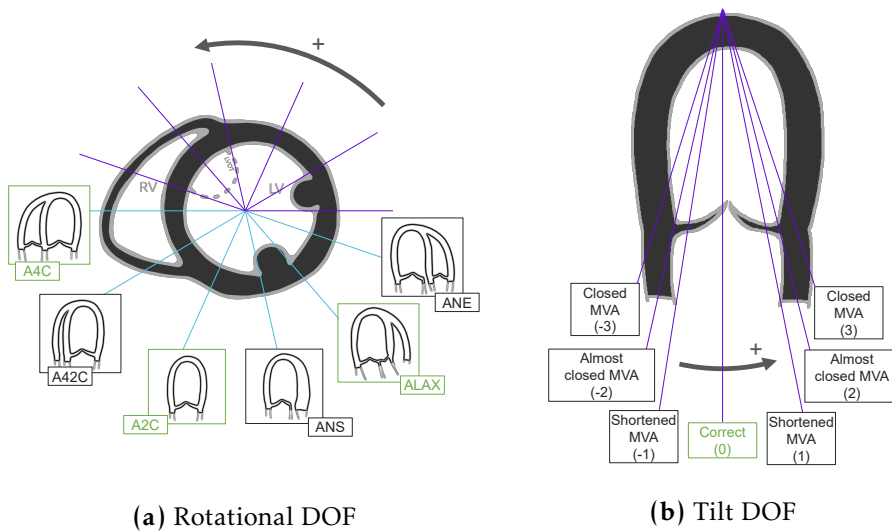 +
LVOT
RV
LV
A4C
A42C
A2C
ANS
ALAX
ANE
(a) Rotational DOF
Closed
MVA
(-3)
Almost
closed MVA
(-2)
Shortened
MVA
(-1)
Correct
(0)
Shortened
MVA
(1)
Almost
closed MVA
(2)
Closed
MVA
(3)
+
(b) Tilt DOF